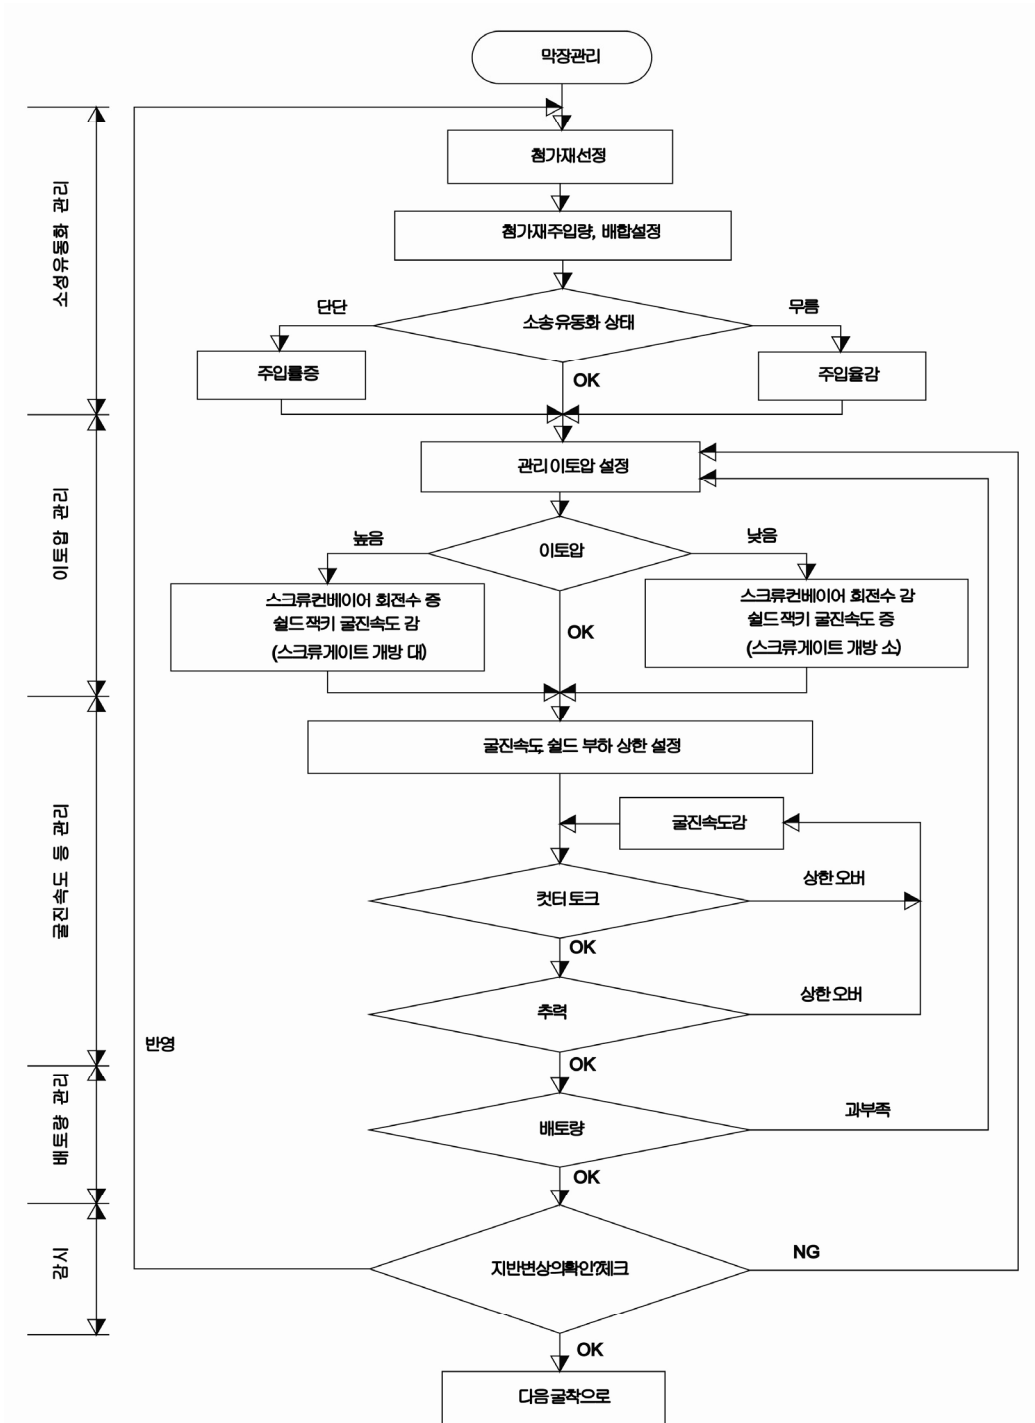 막장관리
첨가재선정
첨가재주입량, 배합설정
단단
소송유동화 상태
무름
주입률증
OK
주입율감
소성유동화 관리
관리이토압 설정
높음
이토압
낮음
스크류컨베이어 회전수 증
쉴드잭키 굴진속도 감
(스크류게이트 개방 대)
OK
스크류컨베이어 회전수 감
쉴드잭키 굴진속도 증
(스크류게이트 개방 소)
이토압 관리
굴진속도, 쉴드 부하 상한 설정
굴진속도감
컷터토크
상한오버
OK
추력
상한오버
굴진속도 등 관리
반영
OK
배토량
과부족
배토량 관리
OK
지반변상의확인?체크
NG
감시
OK
다음굴착으로